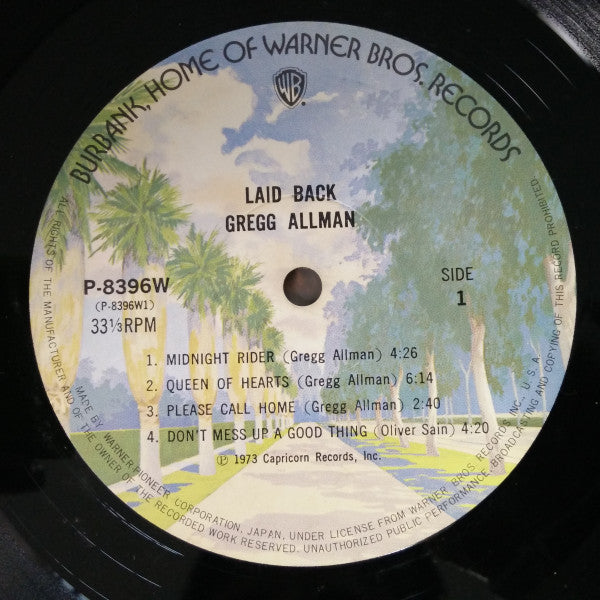 BURBANK, HOME OF WARNER BROS. RECORDS
WB
LAID BACK
GREGG ALLMAN
P-8396W
(P-8396W1)
33⅓RPM
SIDE
1
1. MIDNIGHT RIDER (Gregg Allman) 4:26
2. QUEEN OF HEARTS (Gregg Allman) 6:14
3. PLEASE CALL HOME (Gregg Allman) 2:40
4. DON'T MESS UP A GOOD THING (Oliver Sain) 4:20
Ⓟ 1973 Capricorn Records, Inc.
MADE BY WARNER-PIONEER CORPORATION, JAPAN, UNDER LICENSE FROM WARNER BROS. RECORDS INC., U.S.A.
ALL RIGHTS OF THE MANUFACTURER AND OF THE OWNER OF THE RECORDED WORK RESERVED. UNAUTHORIZED PUBLIC PERFORMANCE, BROADCASTING AND COPYING OF THIS RECORD PROHIBITED.